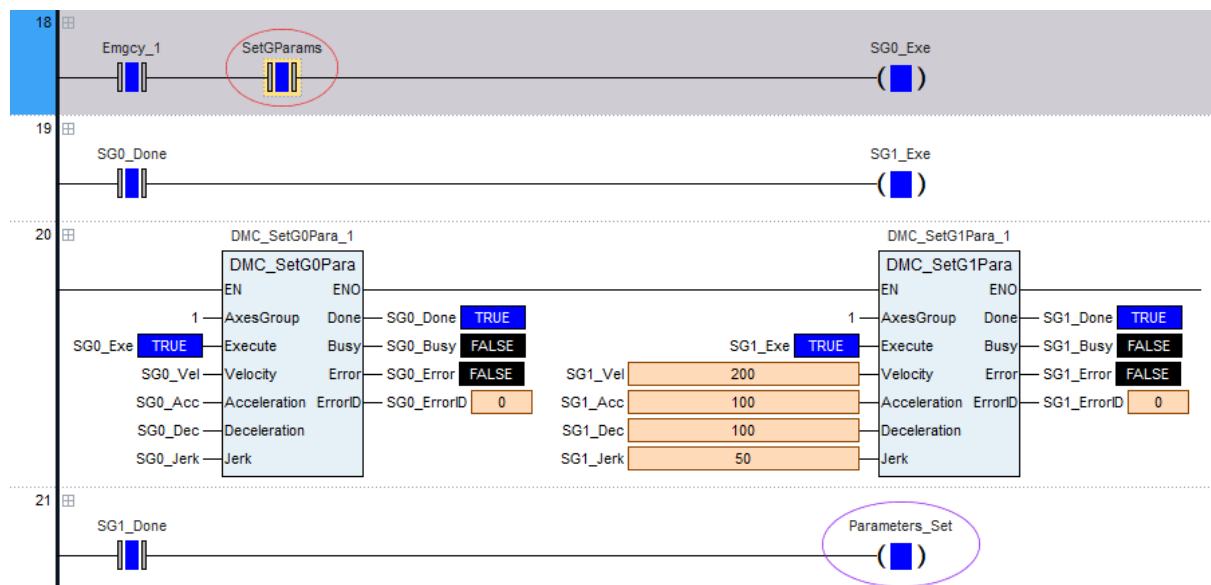 18
Emgcy_1 SetGParams SG0_Exe
19
SG0_Done SG1_Exe
20
DMC_SetG0Para_1 DMC_SetG1Para_1
DMC_SetG0Para DMC_SetG1Para
EN ENO EN ENO
1 AxesGroup Done SG0_Done TRUE 1 AxesGroup Done SG1_Done TRUE
SG0_Exe TRUE Execute Busy SG0_Busy FALSE SG1_Exe TRUE Execute Busy SG1_Busy FALSE
SG0_Vel Velocity Error SG0_Error FALSE SG1_Vel 200 Velocity Error SG1_Error FALSE
SG0_Acc Acceleration ErrorID SG0_ErrorID 0 SG1_Acc 100 Acceleration ErrorID SG1_ErrorID 0
SG0_Dec Deceleration SG1_Dec 100 Deceleration
SG0_Jerk Jerk SG1_Jerk 50 Jerk
21
SG1_Done Parameters_Set